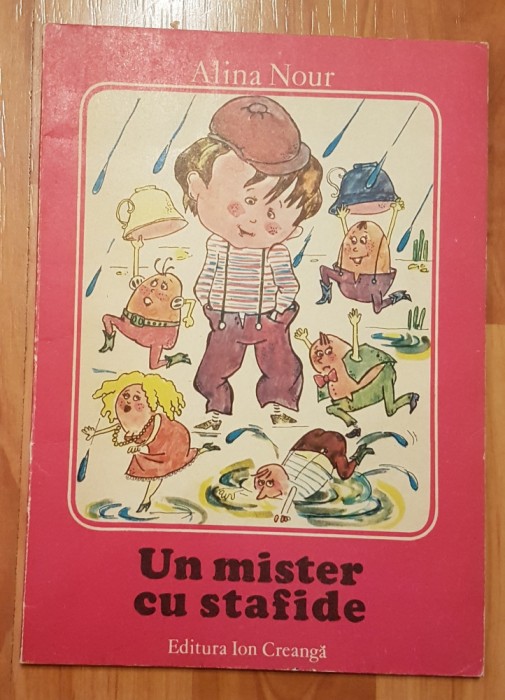 Alina Nour
Un mister
cu stafide
Editura Ion Creangă